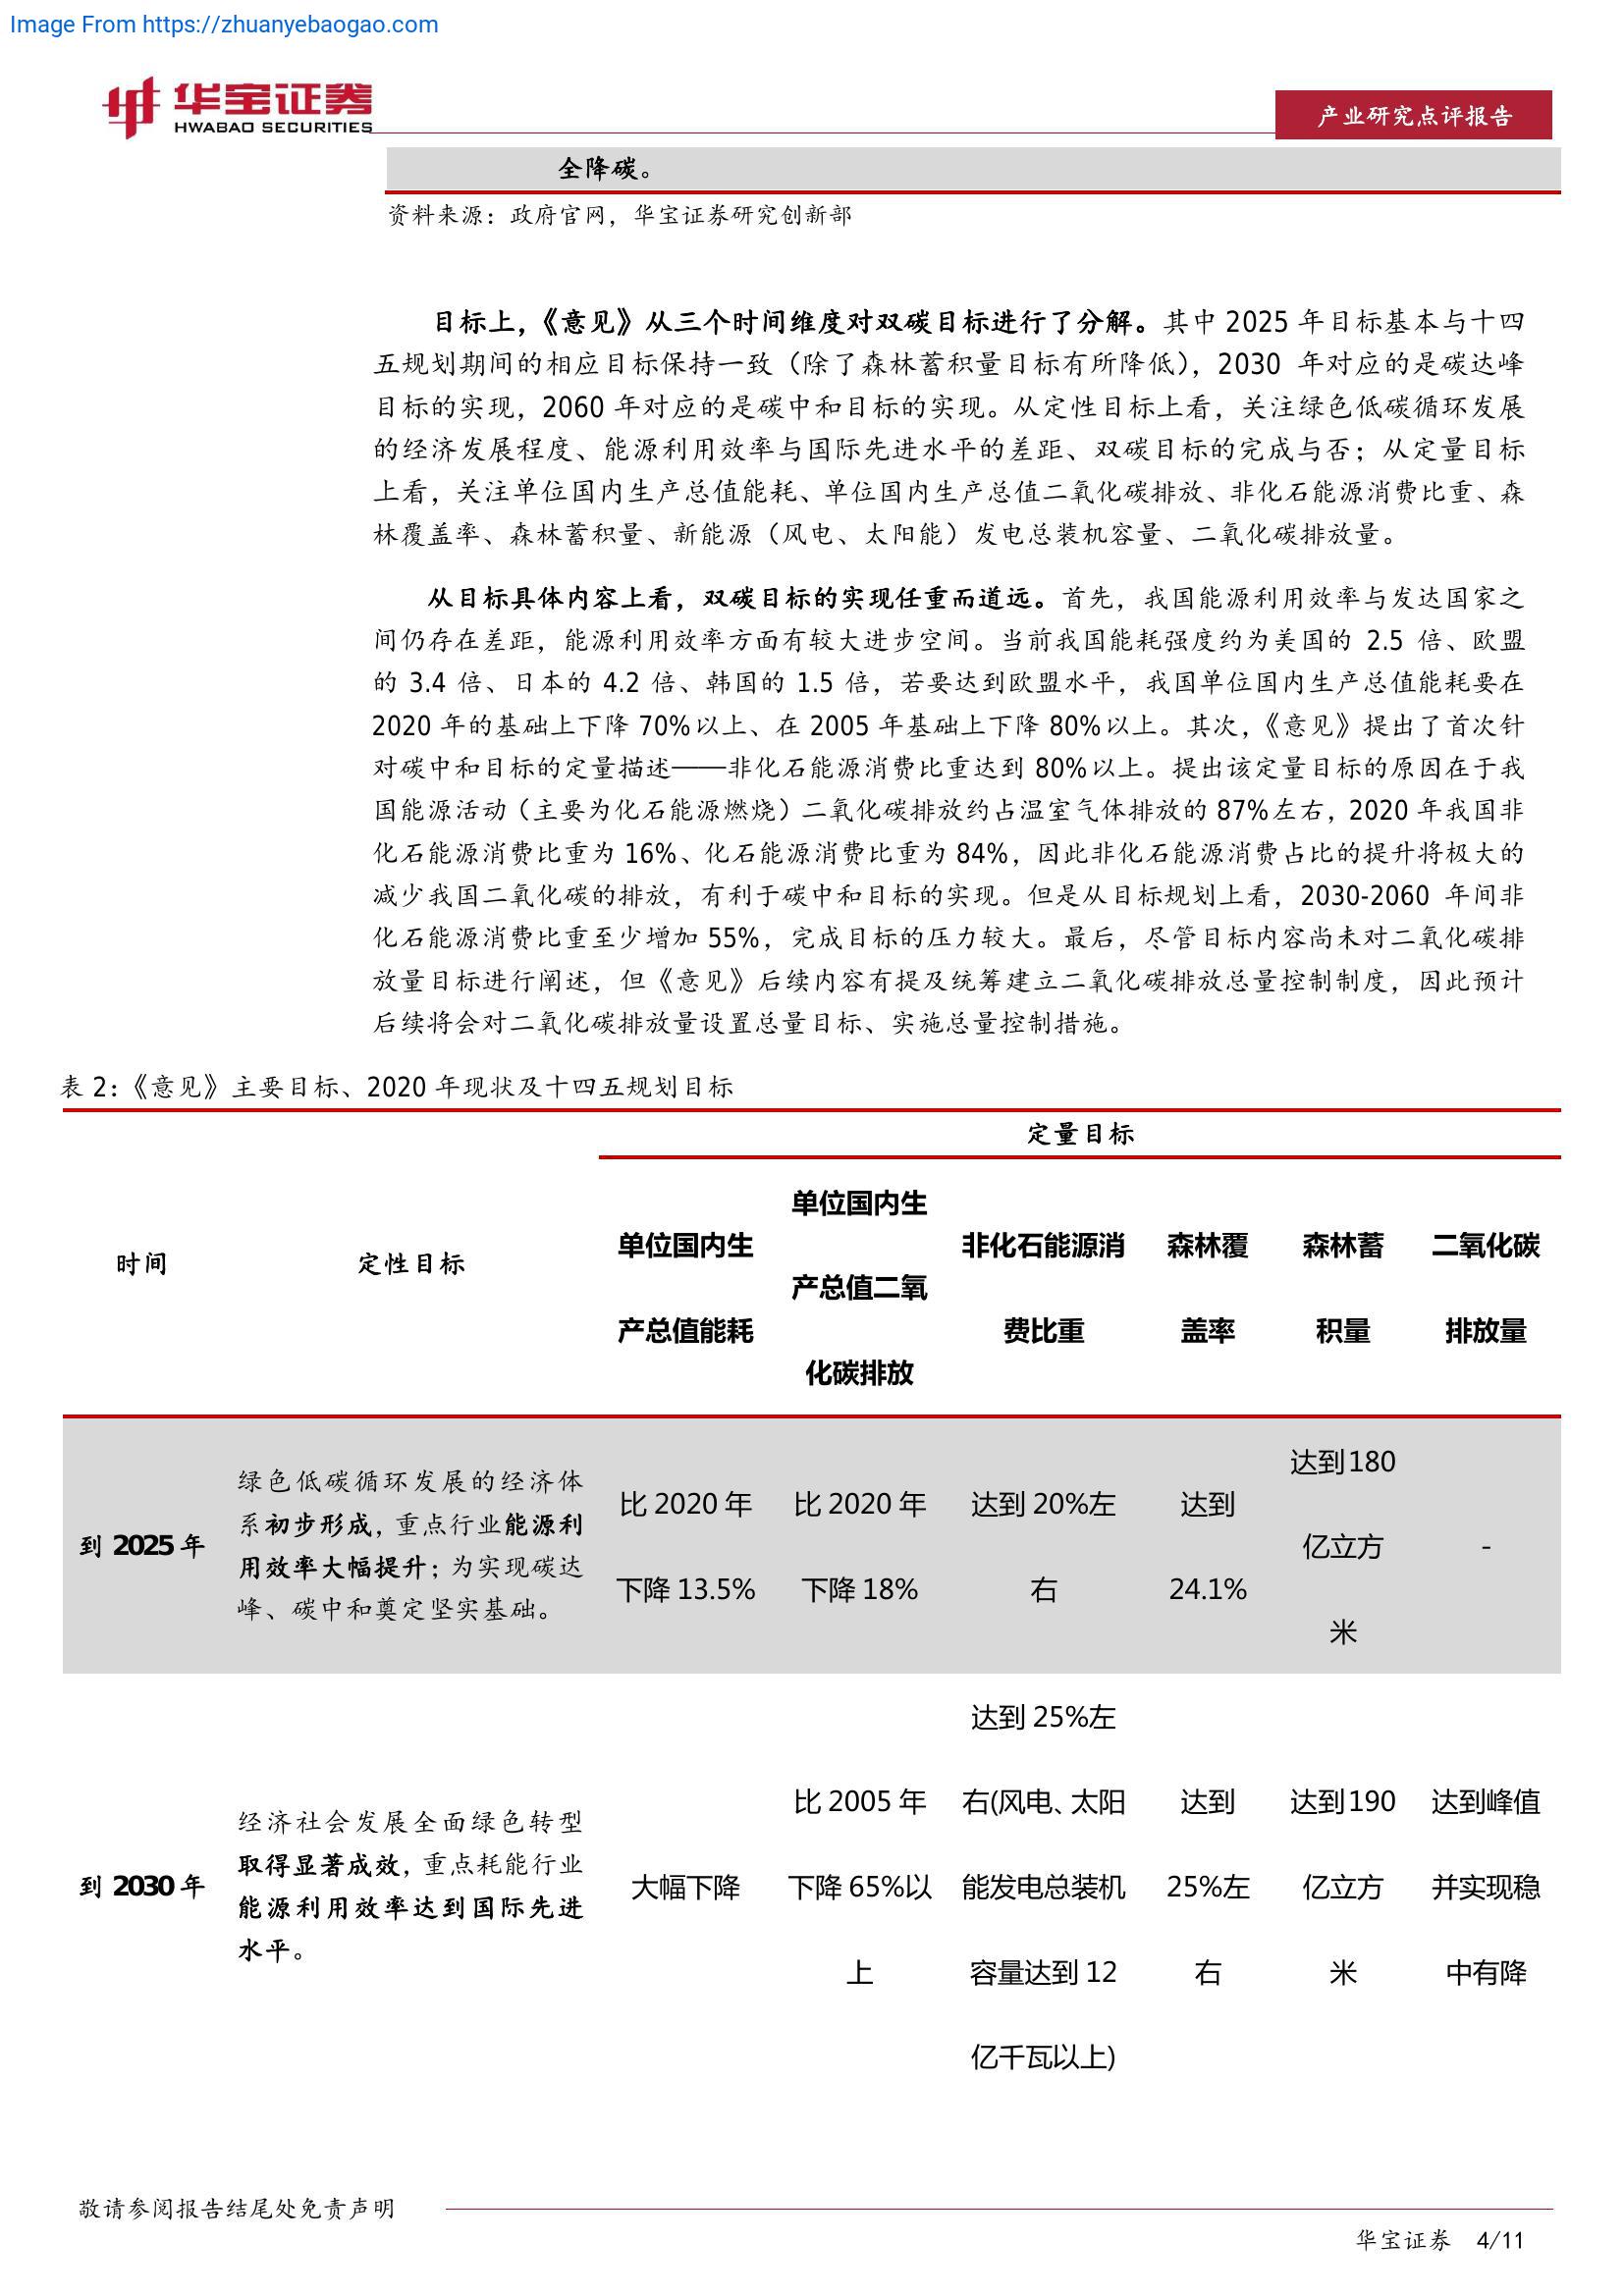 Image From https://zhuanyebaogao.com
华宝证券
HWABAO SECURITIES
产业研究点评报告
全降碳。
资料来源：政府官网，华宝证券研究创新部
目标上，《意见》从三个时间维度对双碳目标进行了分解。其中 2025 年目标基本与十四
五规划期间的相应目标保持一致（除了森林蓄积量目标有所降低），2030 年对应的是碳达峰
目标的实现，2060 年对应的是碳中和目标的实现。从定性目标上看，关注绿色低碳循环发展
的经济发展程度、能源利用效率与国际先进水平的差距、双碳目标的完成与否；从定量目标
上看，关注单位国内生产总值能耗、单位国内生产总值二氧化碳排放、非化石能源消费比重、森
林覆盖率、森林蓄积量、新能源（风电、太阳能）发电总装机容量、二氧化碳排放量。
从目标具体内容上看，双碳目标的实现任重而道远。首先，我国能源利用效率与发达国家之
间仍存在差距，能源利用效率方面有较大进步空间。当前我国能耗强度约为美国的 2.5 倍、欧盟
的 3.4 倍、日本的 4.2 倍、韩国的 1.5 倍，若要达到欧盟水平，我国单位国内生产总值能耗要在
2020 年的基础上下降 70%以上、在 2005 年基础上下降 80%以上。其次，《意见》提出了首次针
对碳中和目标的定量描述——非化石能源消费比重达到 80%以上。提出该定量目标的原因在于我
国能源活动（主要为化石能源燃烧）二氧化碳排放约占温室气体排放的 87%左右，2020 年我国非
化石能源消费比重为 16%、化石能源消费比重为 84%，因此非化石能源消费占比的提升将极大的
减少我国二氧化碳的排放，有利于碳中和目标的实现。但是从目标规划上看，2030-2060 年间非
化石能源消费比重至少增加 55%，完成目标的压力较大。最后，尽管目标内容尚未对二氧化碳排
放量目标进行阐述，但《意见》后续内容有提及统筹建立二氧化碳排放总量控制制度，因此预计
后续将会对二氧化碳排放量设置总量目标、实施总量控制措施。
表 2：《意见》主要目标、2020 年现状及十四五规划目标
定量目标
时间
定性目标
单位国内生
产总值能耗
单位国内生
产总值二氧
化碳排放
非化石能源消
费比重
森林覆
盖率
森林蓄
积量
二氧化碳
排放量
到 2025 年
绿色低碳循环发展的经济体
系初步形成，重点行业能源利
用效率大幅提升；为实现碳达
峰、碳中和奠定坚实基础。
比 2020 年
下降 13.5%
比 2020 年
下降 18%
达到 20%左
右
达到
24.1%
达到180
亿立方
米
-
到 2030 年
经济社会发展全面绿色转型
取得显著成效，重点耗能行业
能源利用效率达到国际先进
水平。
大幅下降
比 2005 年
下降 65%以
上
达到 25%左
右(风电、太阳
能发电总装机
容量达到 12
亿千瓦以上)
达到
25%左
右
达到190
亿立方
米
达到峰值
并实现稳
中有降
敬请参阅报告结尾处免责声明
华宝证券 4/11